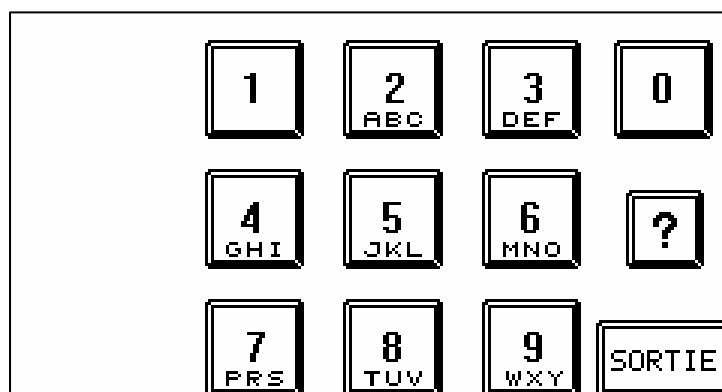 1 2 3 0
ABC DEF
4 5 6 ?
GHI JKL MNO
7 8 9 SORTIE
PRS TUV WXY